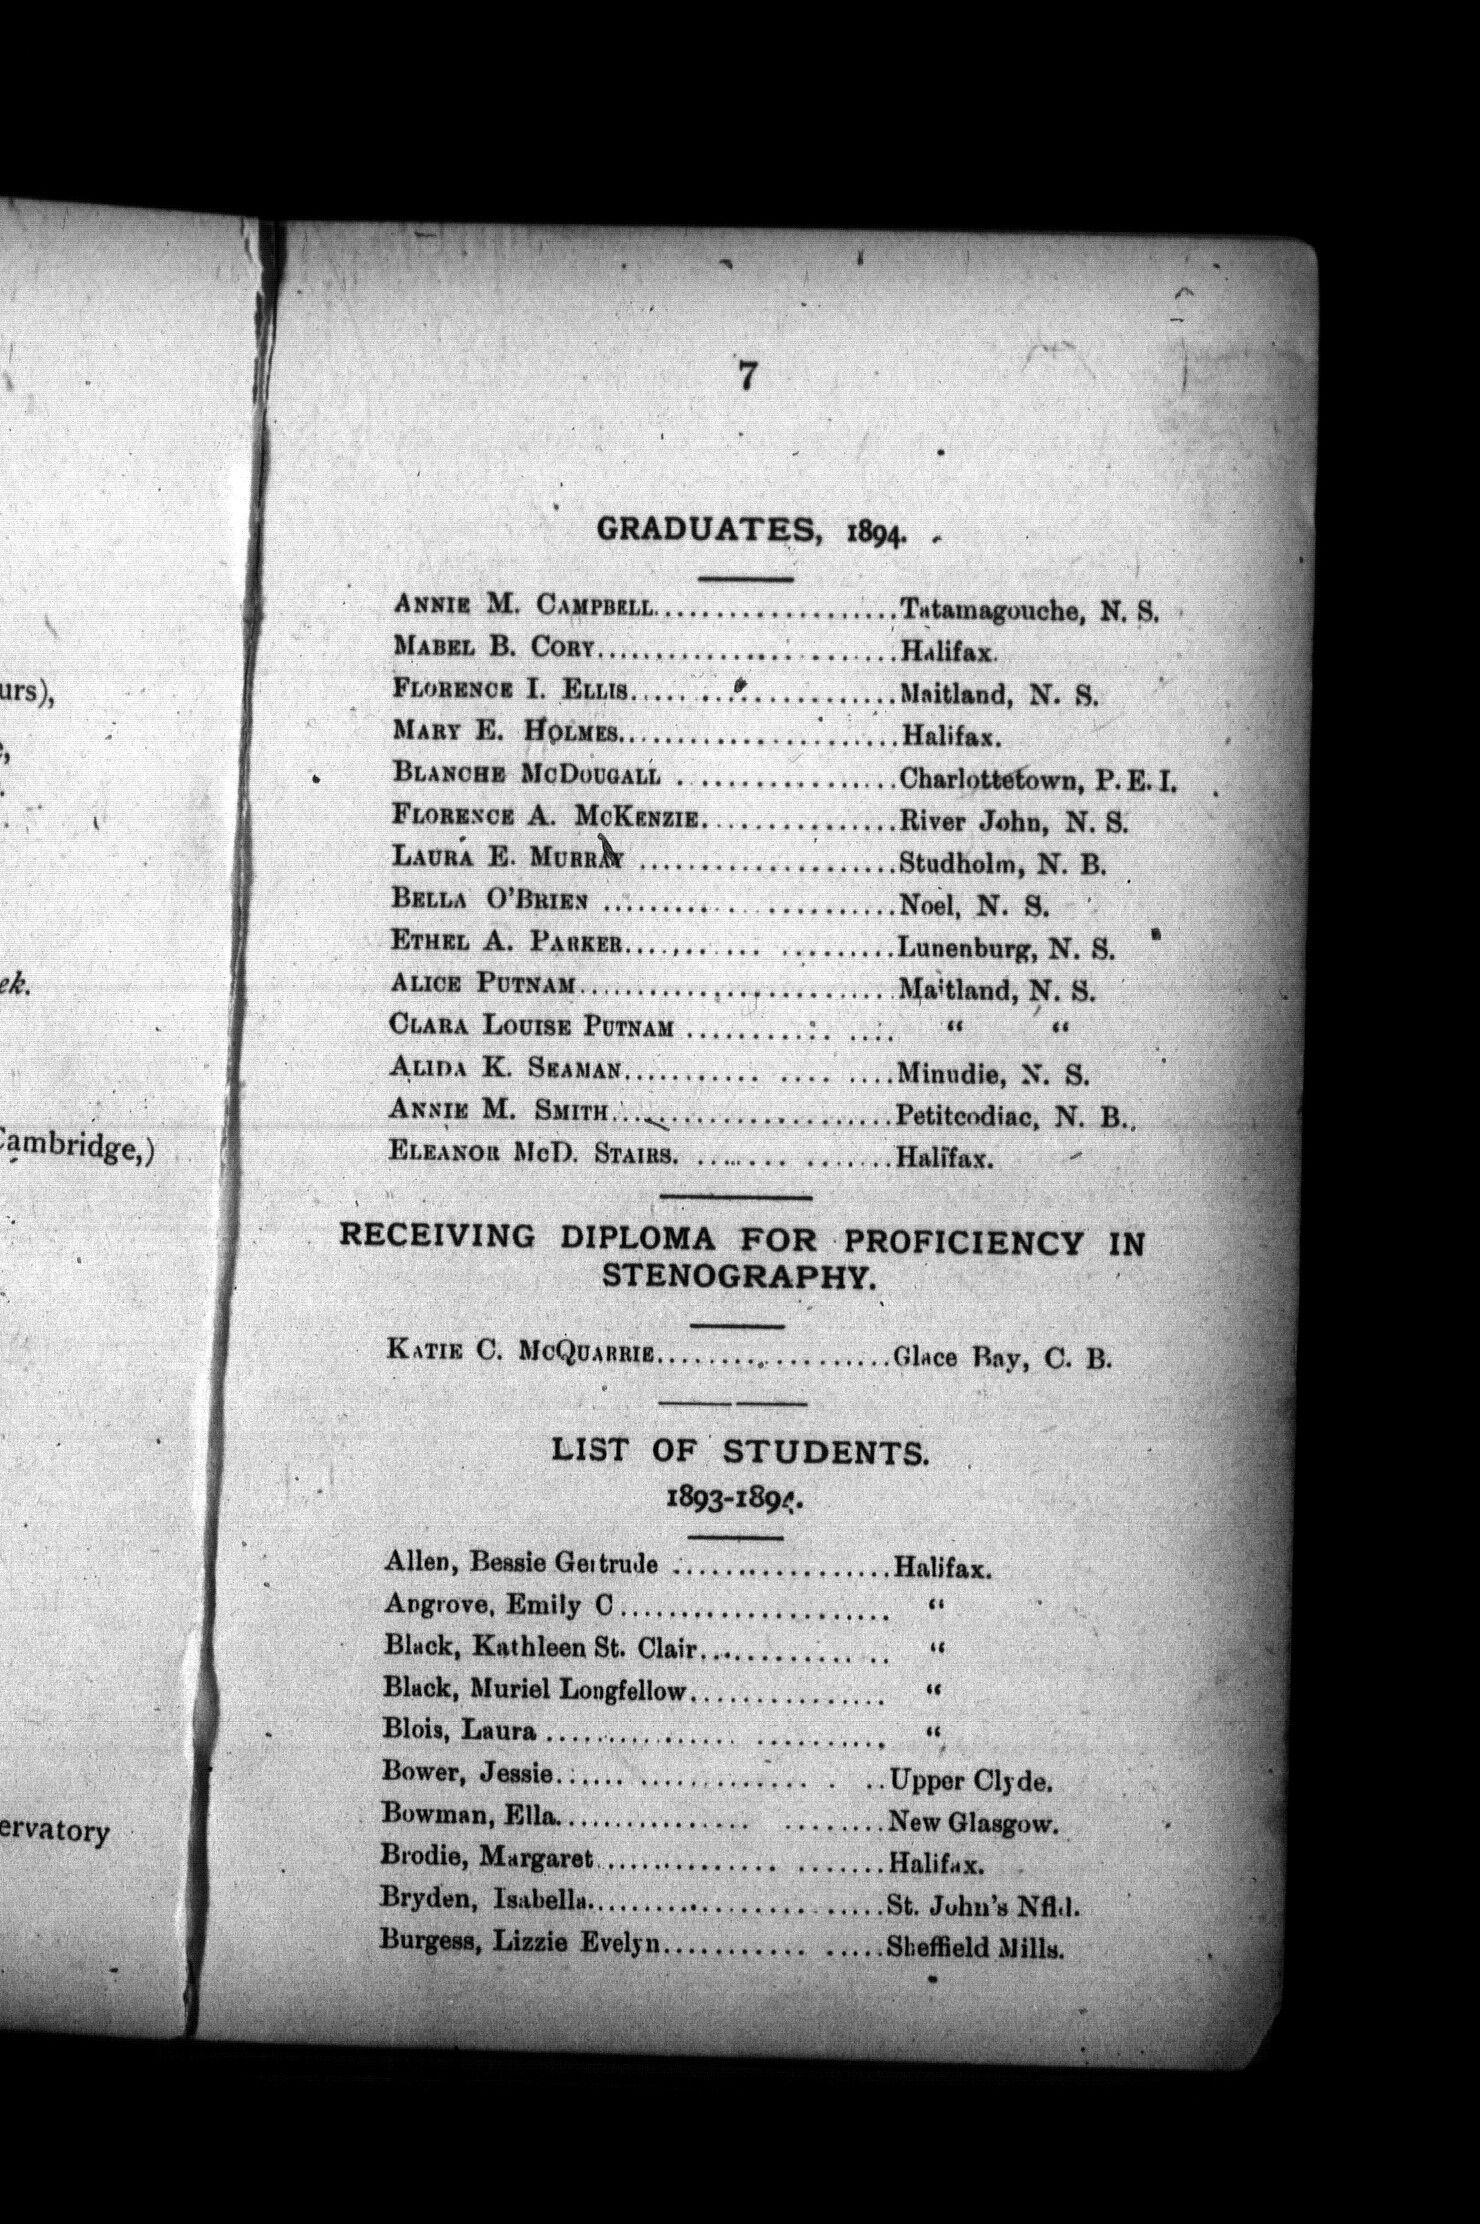 urs),
ek.
Cambridge,)
ervatory
7
GRADUATES, 1894.
ANNIE M. CAMPBELL....................Tatamagouche, N. S.
MABEL B. CORY........................Halifax.
FLORENCE I. ELLIS.......................Maitland, N. S.
MARY E. HOLMES........................Halifax.
BLANCHE MCDOUGALL ................Charlottetown, P. E. I.
FLORENCE A. MCKENZIE................River John, N. S.
LAURA E. MURRAY ....................Studholm, N. B.
BELLA O'BRIEN ........................Noel, N. S.
ETHEL A. PARKER.......................Lunenburg, N. S.
ALICE PUTNAM..........................Maitland, N. S.
CLARA LOUISE PUTNAM ................ “ “
ALIDA K. SEAMAN......................Minudie, N. S.
ANNIE M. SMITH.......................Petitcodiac, N. B.
ELEANOR MCD. STAIRS. ................Halifax.
RECEIVING DIPLOMA FOR PROFICIENCY IN
STENOGRAPHY.
KATIE C. MCQUARRIE...................Glace Bay, C. B.
LIST OF STUDENTS.
1893-1894.
Allen, Bessie Gertrude .................Halifax.
Angrove, Emily C...................... “
Black, Kathleen St. Clair............... “
Black, Muriel Longfellow................ “
Blois, Laura .......................... “
Bower, Jessie..........................Upper Clyde.
Bowman, Ella..........................New Glasgow.
Brodie, Margaret.......................Halifax.
Bryden, Isabella........................St. John's Nfld.
Burgess, Lizzie Evelyn.................Sheffield Mills.